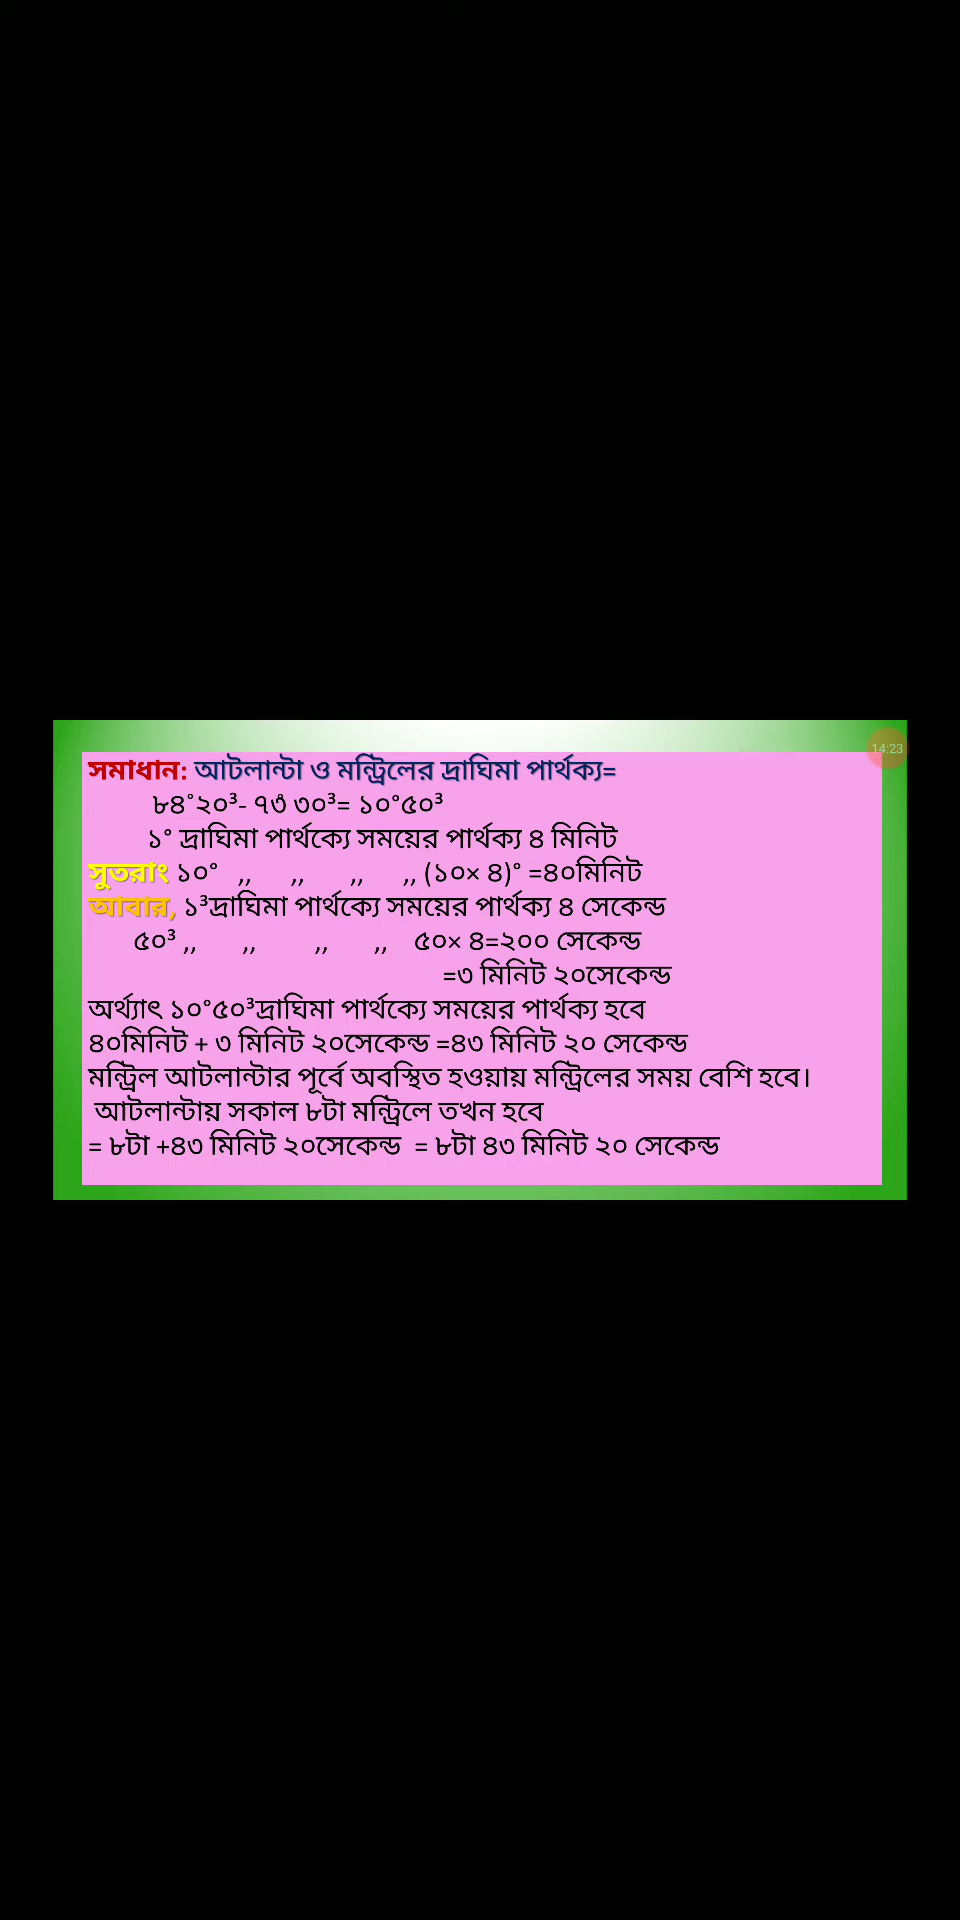 14:23
সমাধান: আটলান্টা ও মন্ট্রিলের দ্রাঘিমা পার্থক্য=
৮৪°২০³- ৭৩° ৩০³= ১০°৫০³
১° দ্রাঘিমা পার্থক্যে সময়ের পার্থক্য ৪ মিনিট
সুতরাং ১০° ,, ,, ,, ,, (১০× ৪)° =৪০মিনিট
আবার, ১³দ্রাঘিমা পার্থক্যে সময়ের পার্থক্য ৪ সেকেন্ড
৫০³ ,, ,, ,, ,, ৫০× ৪=২০০ সেকেন্ড
=৩ মিনিট ২০সেকেন্ড
অর্থ্যাৎ ১০°৫০³দ্রাঘিমা পার্থক্যে সময়ের পার্থক্য হবে
৪০মিনিট + ৩ মিনিট ২০সেকেন্ড =৪৩ মিনিট ২০ সেকেন্ড
মন্ট্রিল আটলান্টার পূর্বে অবস্থিত হওয়ায় মন্ট্রিলের সময় বেশি হবে।
আটলান্টায় সকাল ৮টা মন্ট্রিলে তখন হবে
= ৮টা +৪৩ মিনিট ২০সেকেন্ড = ৮টা ৪৩ মিনিট ২০ সেকেন্ড